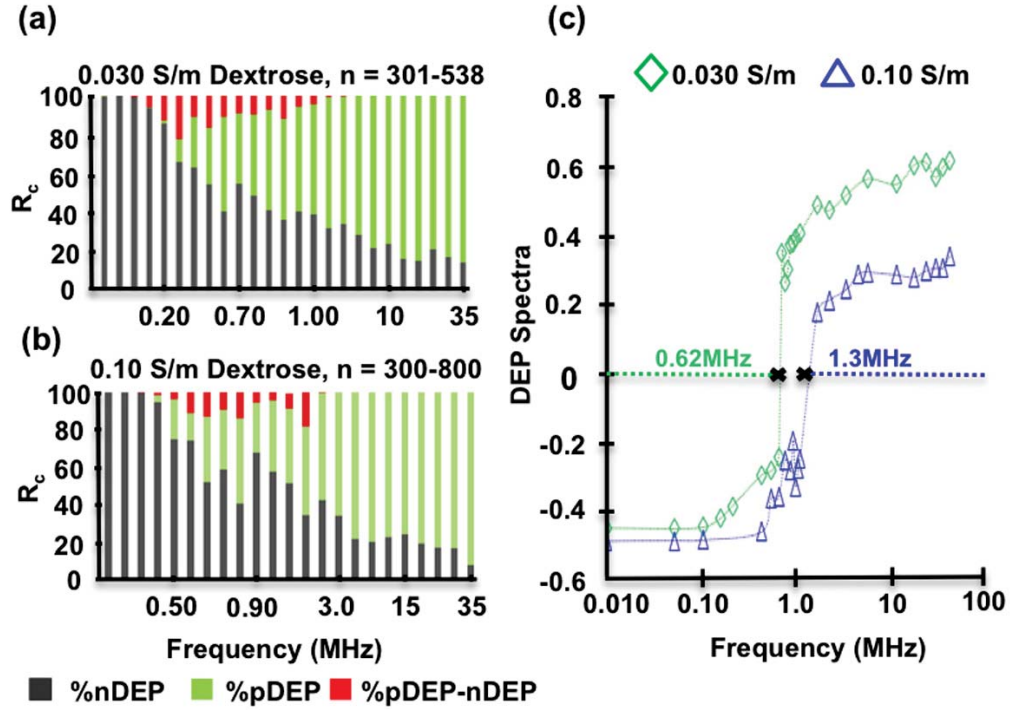 (a)
0.030 S/m Dextrose, n = 301-538
100
80
60
40
20
0
Rc
0.20 0.70 1.00 10 35
(b)
0.10 S/m Dextrose, n = 300-800
100
80
60
40
20
0
Rc
0.50 0.90 3.0 15 35
Frequency (MHz)
%nDEP %pDEP %pDEP-nDEP
(c)
0.030 S/m 0.10 S/m
0.8
0.6
0.4
0.2
0
-0.2
-0.4
-0.6
DEP Spectra
0.62MHz 1.3MHz
0.010 0.10 1.0 10 100
Frequency (MHz)